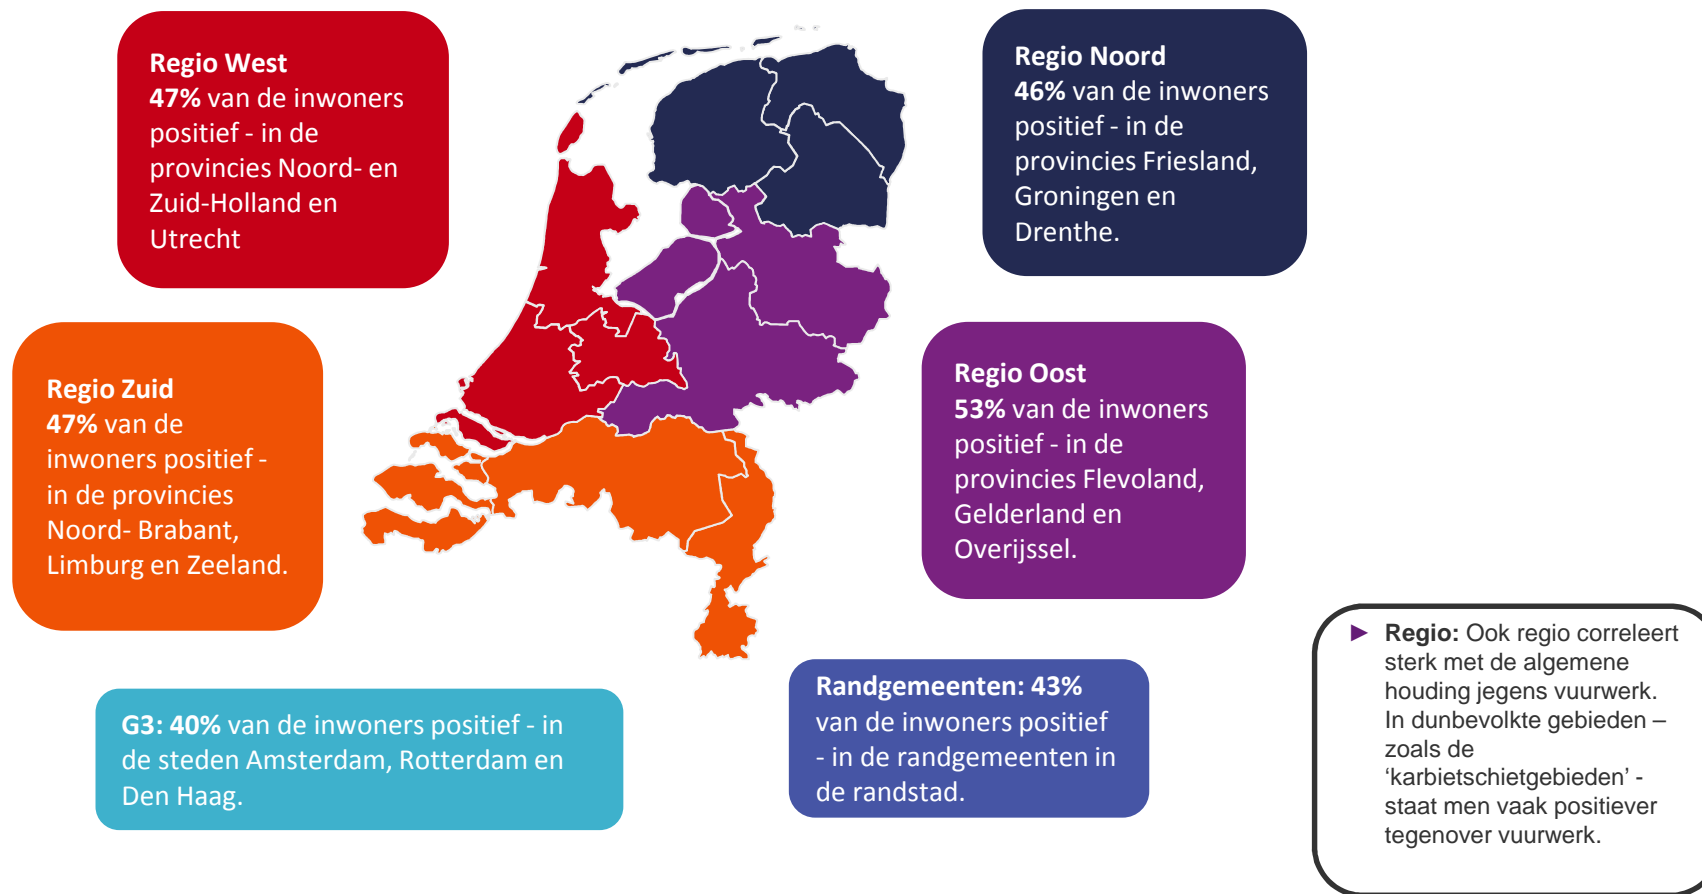 Regio West
47% van de inwoners
positief - in de
provincies Noord- en
Zuid-Holland en
Utrecht
Regio Noord
46% van de inwoners
positief - in de
provincies Friesland,
Groningen en
Drenthe.
Regio Zuid
47% van de
inwoners positief -
in de provincies
Noord- Brabant,
Limburg en Zeeland.
Regio Oost
53% van de inwoners
positief - in de
provincies Flevoland,
Gelderland en
Overijssel.
G3: 40% van de inwoners positief - in
de steden Amsterdam, Rotterdam en
Den Haag.
Randgemeenten: 43%
van de inwoners positief
- in de randgemeenten in
de randstad.
► Regio: Ook regio correleert
sterk met de algemene
houding jegens vuurwerk.
In dunbevolkte gebieden –
zoals de
‘karbietschietgebieden’ -
staat men vaak positiever
tegenover vuurwerk.